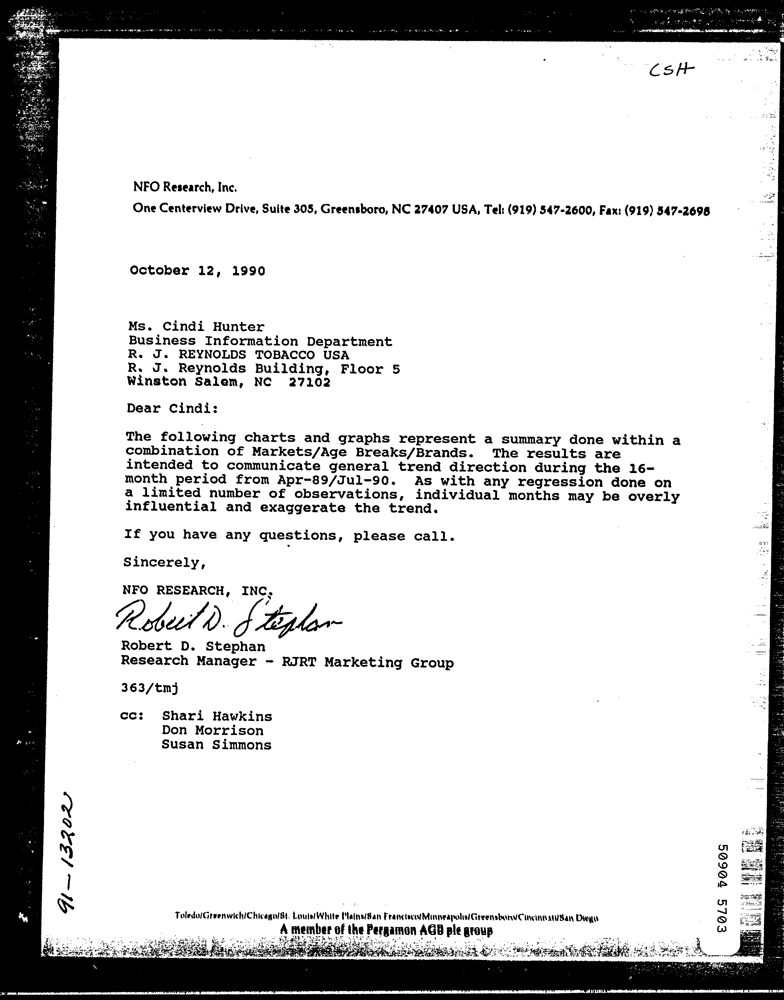 CSH
NFO Research, Inc.
One Centerview Drive, Suite 305, Greensboro, NC 27407 USA, Tel: (919) 547-2600, Fax: (919) 547-2698
October 12, 1990
Ms. Cindi Hunter
Business Information Department
R. J. REYNOLDS TOBACCO USA
R. J. Reynolds Building, Floor 5
Winston Salem, NC 27102
Dear Cindi:
The following charts and graphs represent a summary done within a
combination of Markets/Age Breaks/Brands. The results are
intended to communicate general trend direction during the 16-
month period from Apr-89/Jul-90. As with any regression done on
a limited number of observations, individual months may be overly
influential and exaggerate the trend.
If you have any questions, please call.
Sincerely,
NFO RESEARCH, INC.
Robert D. Stephan
Robert D. Stephan
Research Manager - RJRT Marketing Group
363/tmj
cc: Shari Hawkins
Don Morrison
Susan Simmons
91-13202
50904 5703
Toledo/Greenwich/Chicago/St. Louis/White Plains/San Francisco/Minneapolis/Greensboro/Cincinnati/San Diego
A member of the Pergamon AGB plc group